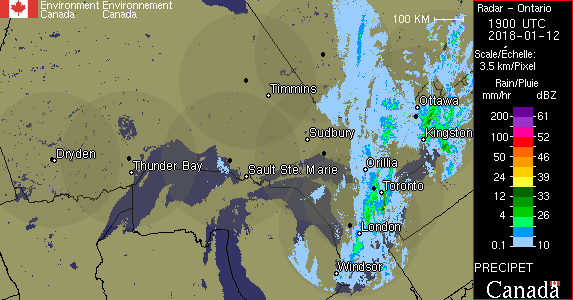 Environment Environnement
Canada Canada
100 KM
Timmins
Ottawa
Sudbury
Kingston
Dryden
Thunder Bay
Sault Ste. Marie
Orillia
Toronto
London
Windsor
Radar - Ontario
1900 UTC
2018-01-12
Scale/Échelle:
3.5 km/Pixel
Rain/Pluie
mm/hr dBZ
200 61
100 52
50 46
24 39
12 33
4 26
0.1 10
PRECIPET
Canada